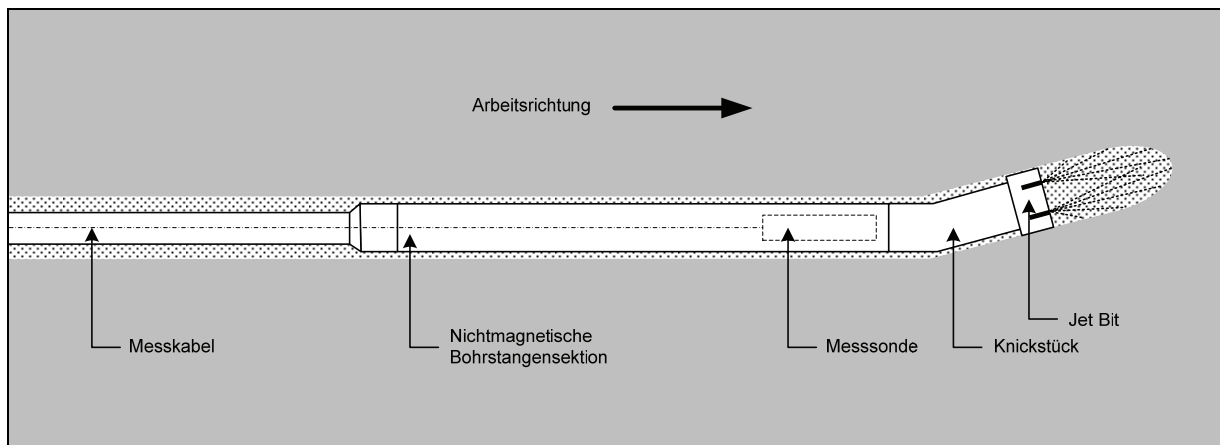 Arbeitsrichtung
Messkabel
Nichtmagnetische
Bohrstangensektion
Messsonde
Knickstück
Jet Bit